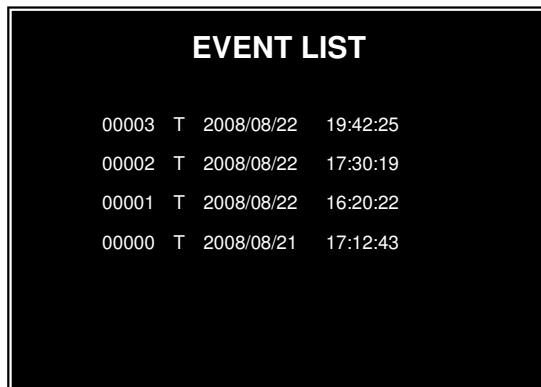 EVENT LIST
00003 T 2008/08/22 19:42:25
00002 T 2008/08/22 17:30:19
00001 T 2008/08/22 16:20:22
00000 T 2008/08/21 17:12:43